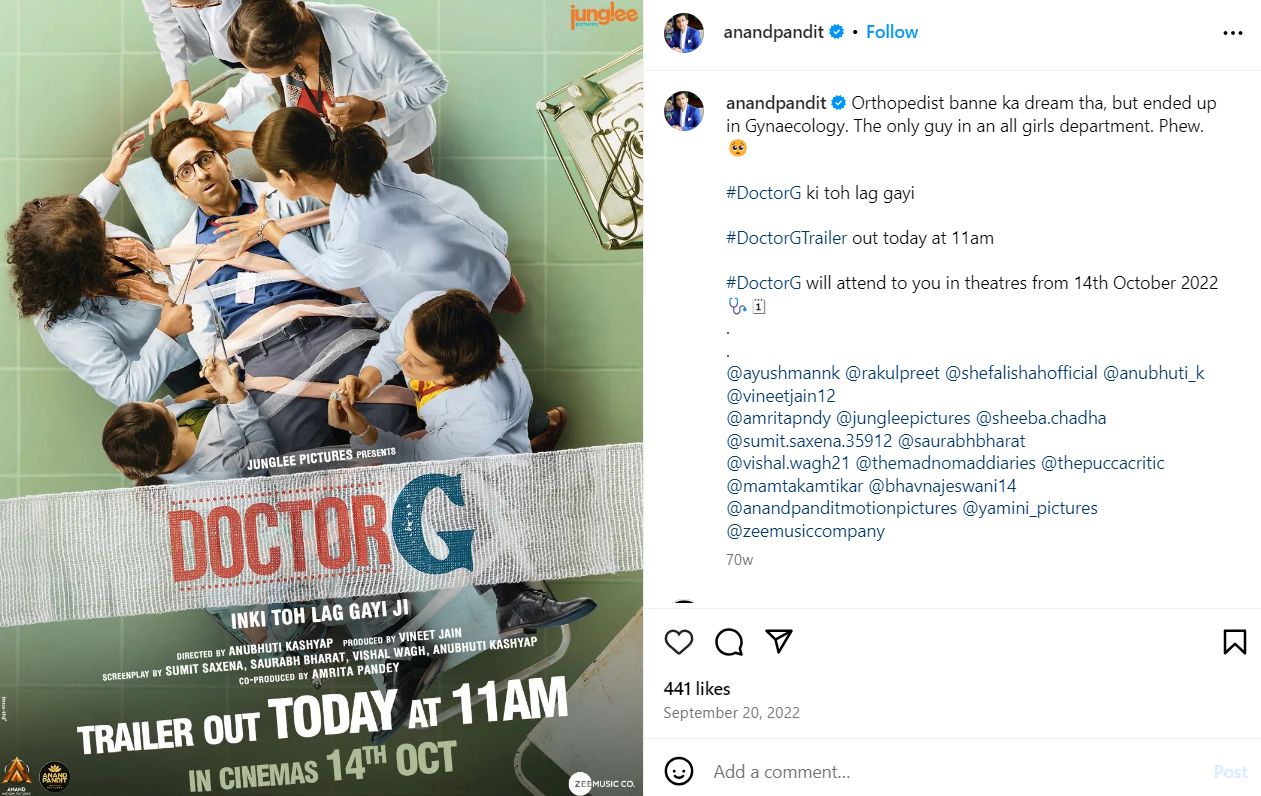 junglee
pictures
JUNGLEE PICTURES PRESENTS
DOCTOR G
INKI TOH LAG GAYI JI
DIRECTED BY ANUBHUTI KASHYAP PRODUCED BY VINEET JAIN
SCREENPLAY BY SUMIT SAXENA, SAURABH BHARAT, VISHAL WAGH, ANUBHUTI KASHYAP
CO-PRODUCED BY AMRITA PANDEY
TRAILER OUT TODAY AT 11AM
IN CINEMAS 14TH OCT
ANAND
ANAND
PANDIT
ZEE MUSIC CO.
anandpandit • Follow
anandpandit Orthopedist banne ka dream tha, but ended up
in Gynaecology. The only guy in an all girls department. Phew.
🥺
#DoctorG ki toh lag gayi
#DoctorGTrailer out today at 11am
#DoctorG will attend to you in theatres from 14th October 2022
🩺 ℹ️
.
.
@ayushmannk @rakulpreet @shefalishahofficial @anubhuti_k
@vineetjain12
@amritapndy @jungleepictures @sheeba.chadha
@sumit.saxena.35912 @saurabhbharat
@vishal.wagh21 @themadnomaddiaries @thepuccacritic
@mamtakamtikar @bhavnajeswani14
@anandpanditmotionpictures @yamini_pictures
@zeemusiccompany
70w
441 likes
September 20, 2022
Add a comment...
Post